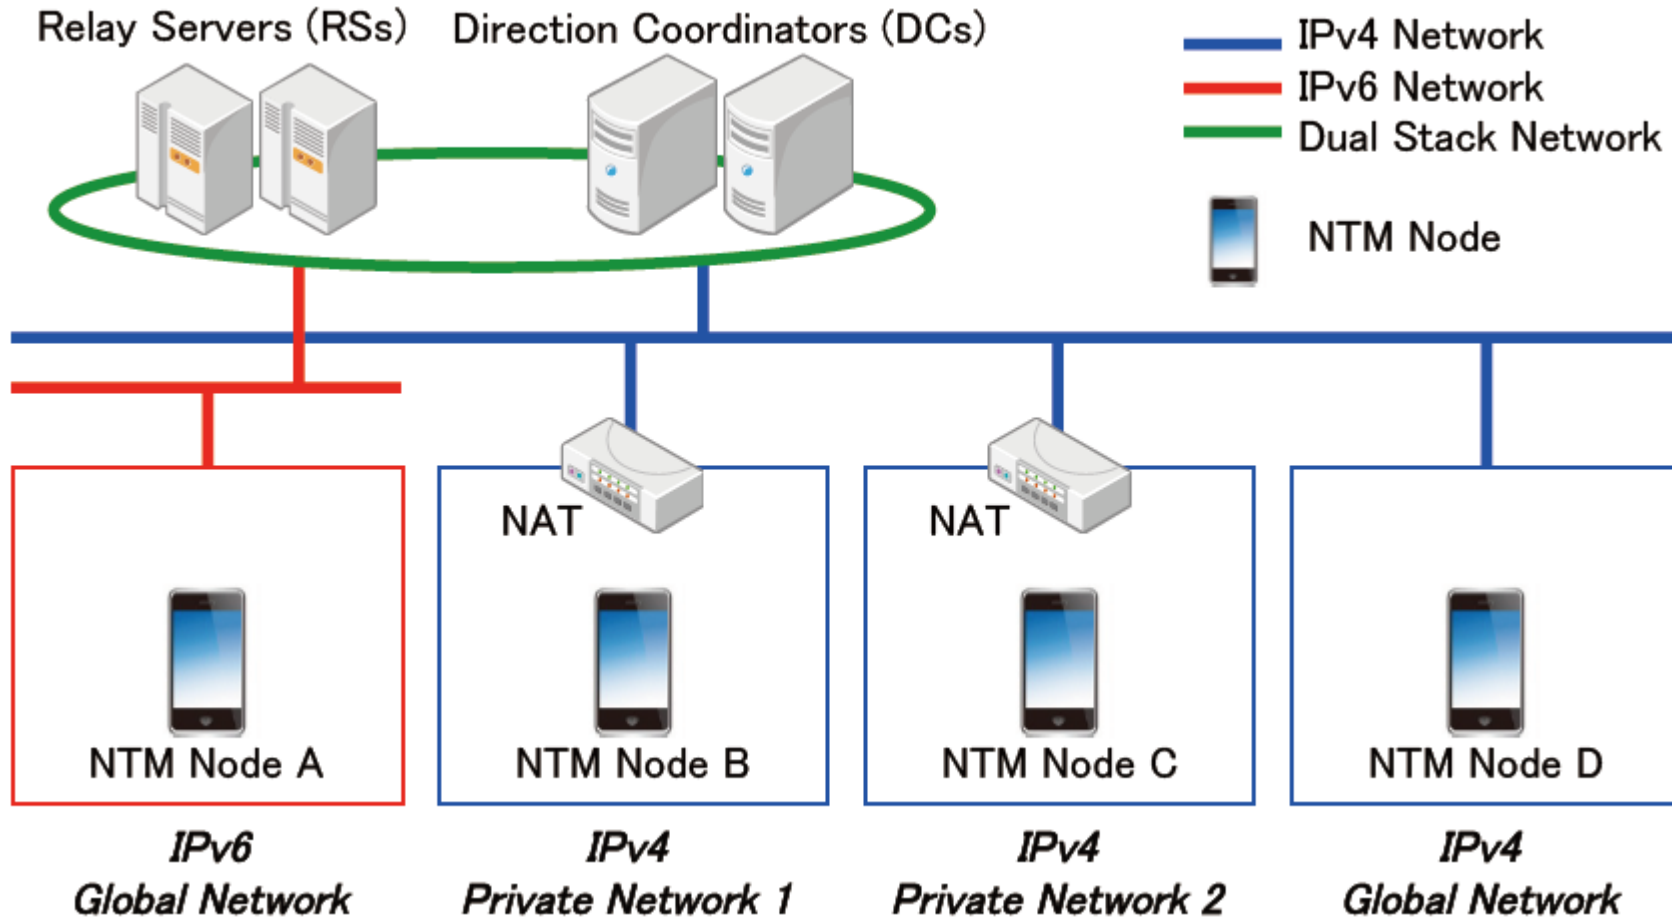 Relay Servers (RSs)
Direction Coordinators (DCs)
IPv4 Network
IPv6 Network
Dual Stack Network
NTM Node
NAT
NAT
NTM Node A
NTM Node B
NTM Node C
NTM Node D
IPv6
Global Network
IPv4
Private Network 1
IPv4
Private Network 2
IPv4
Global Network